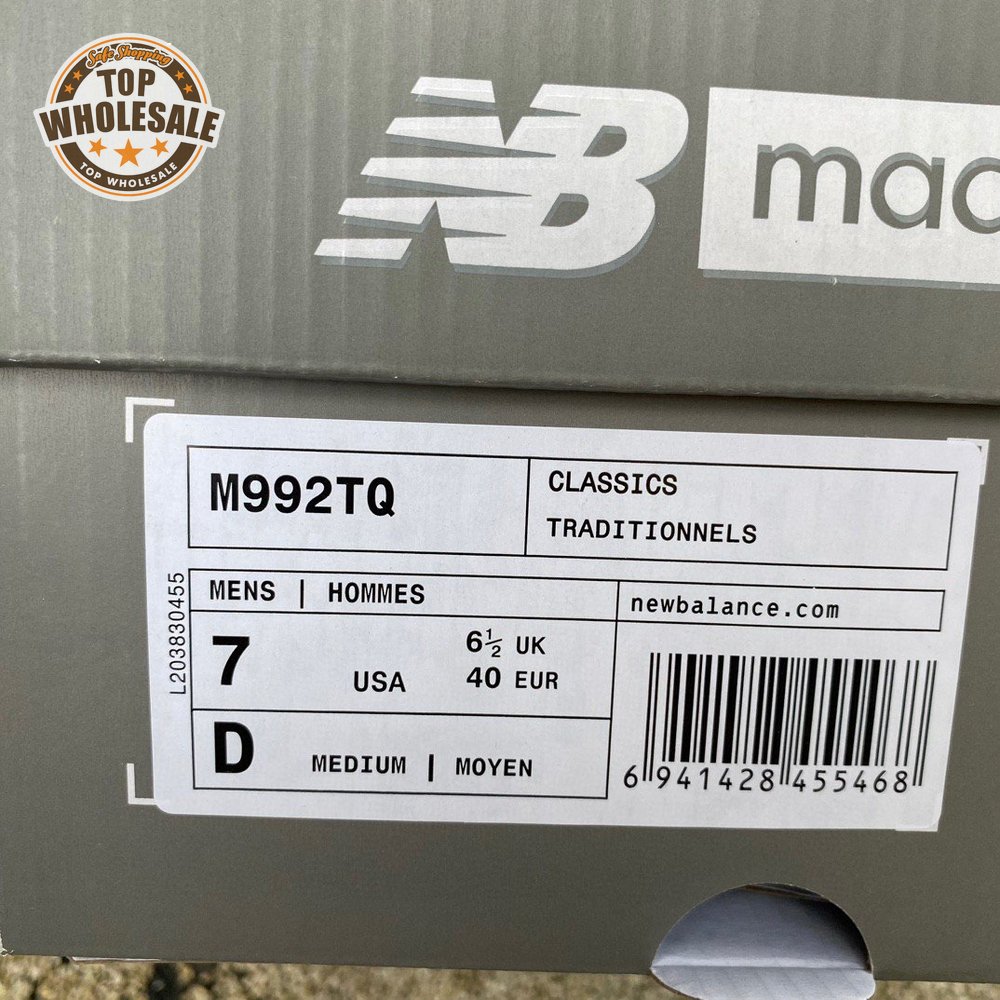 Safe Shopping
TOP
WHOLESALE
TOP WHOLESALE
NB
mad
M992TQ
CLASSICS
TRADITIONNELS
L203830455
MENS | HOMMES
newbalance.com
7
USA
6½ UK
40 EUR
D
MEDIUM | MOYEN
6 941428 455468